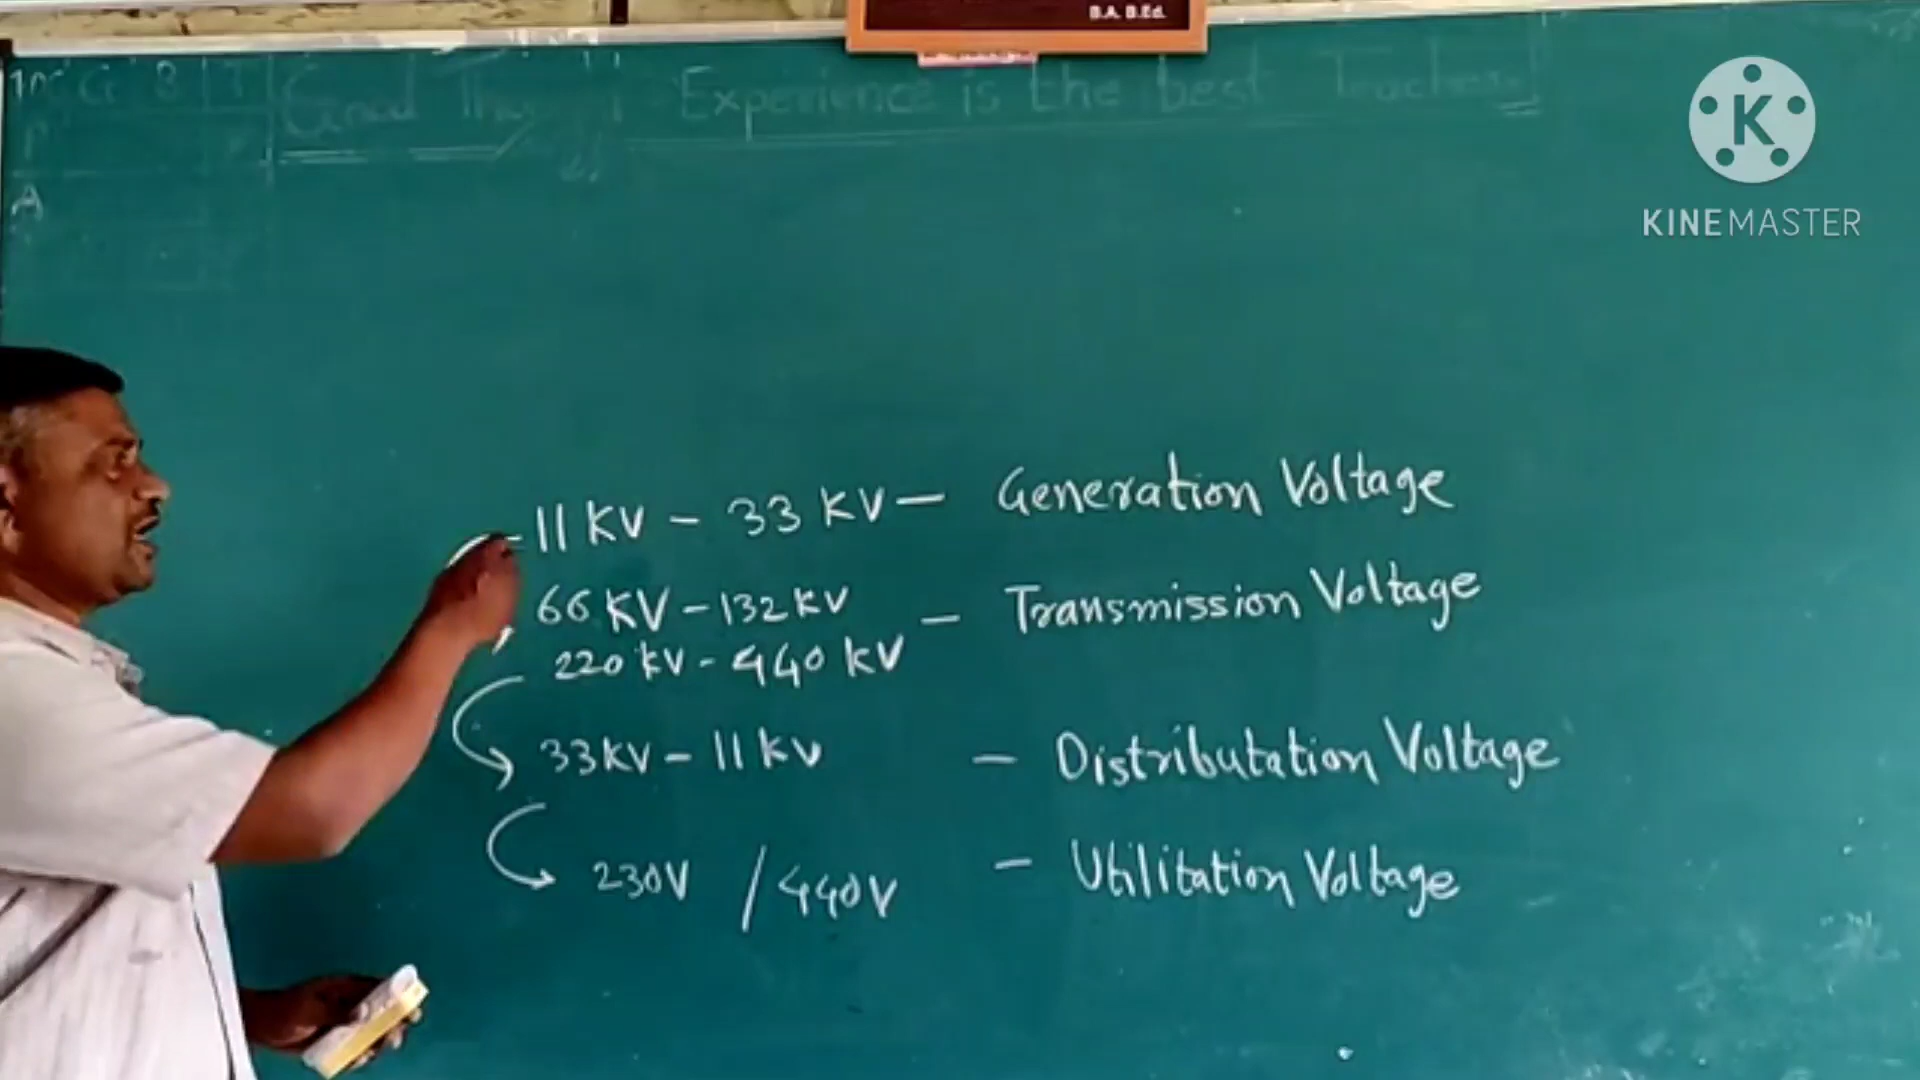 B.A. B.Ed.
Experience is the best Teacher
A
KINEMASTER
11 KV - 33 KV - Generation Voltage
66 KV - 132 KV
- Transmission Voltage
220 KV - 440 KV
33 KV - 11 KV - Distributation Voltage
230V / 440V - Utilitation Voltage